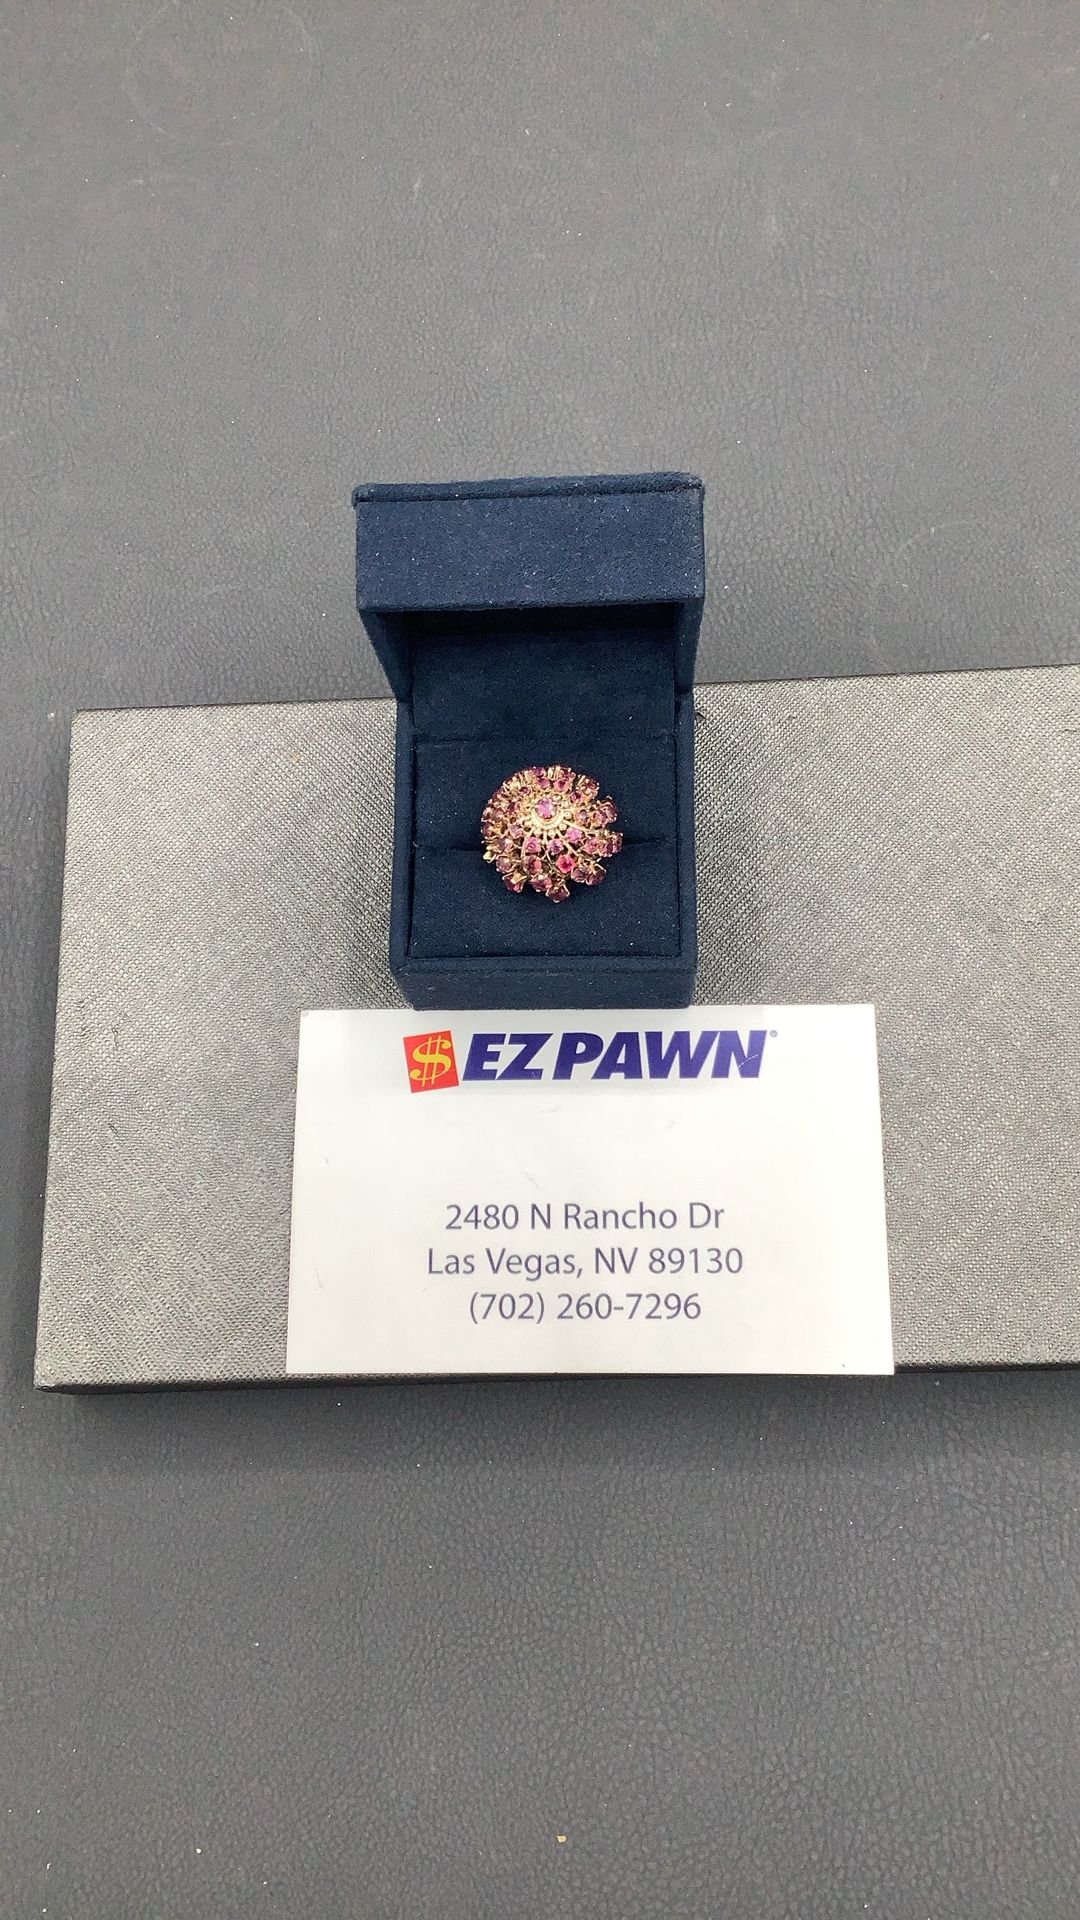 $ EZPAWN®
2480 N Rancho Dr
Las Vegas, NV 89130
(702) 260-7296